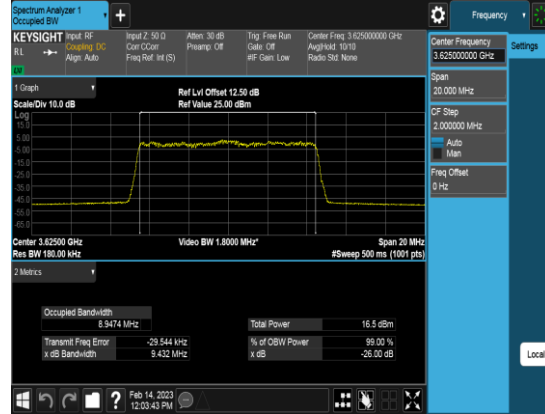 Spectrum Analyzer 1
Occupied BW
+
Frequency
KEYSIGHT
Input: RF
Input Z: 50 Ω
Atten: 30 dB
Trig: Free Run
Center Freq: 3.625000000 GHz
RL
Coupling: DC
Corr CCorr
Preamp: Off
Gate: Off
Avg|Hold: 10/10
Align: Auto
Freq Ref: Int (S)
#IF Gain: Low
Radio Std: None
LV
Center Frequency
3.625000000 GHz
Settings
Span
20.000 MHz
CF Step
2.000000 MHz
Auto
Man
Freq Offset
0 Hz
1 Graph
Ref Lvl Offset 12.50 dB
Scale/Div 10.0 dB
Ref Value 25.00 dBm
Log
15.0
5.00
-5.00
-15.0
-25.0
-35.0
-45.0
-55.0
-65.0
Center 3.62500 GHz
Video BW 1.8000 MHz*
Span 20 MHz
Res BW 180.00 kHz
#Sweep 500 ms (1001 pts)
2 Metrics
Occupied Bandwidth
8.9474 MHz
Total Power
16.5 dBm
Transmit Freq Error
-29.544 kHz
% of OBW Power
99.00 %
x dB Bandwidth
9.432 MHz
x dB
-26.00 dB
Local
?
Feb 14, 2023
12:03:43 PM